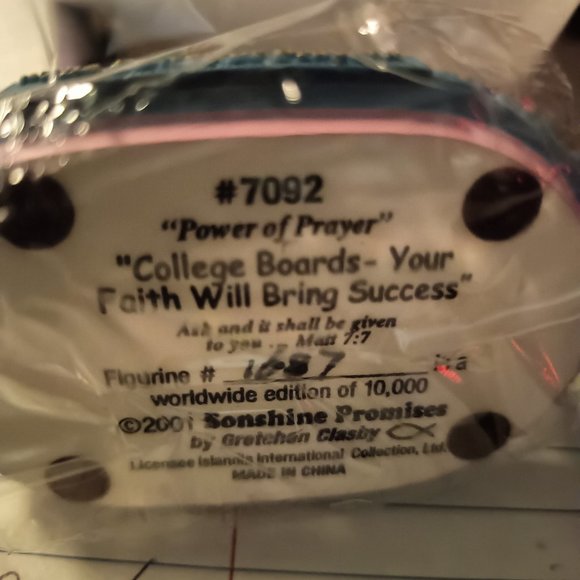 #7092
"Power of Prayer"
"College Boards- Your
Faith Will Bring Success"
Ask and it shall be given
to you ... Matt 7:7
Figurine # 1687 is a
worldwide edition of 10,000
©2001 Sonshine Promises
by Gretchen Clasby
Licensee Islandia International Collection, Ltd.
MADE IN CHINA